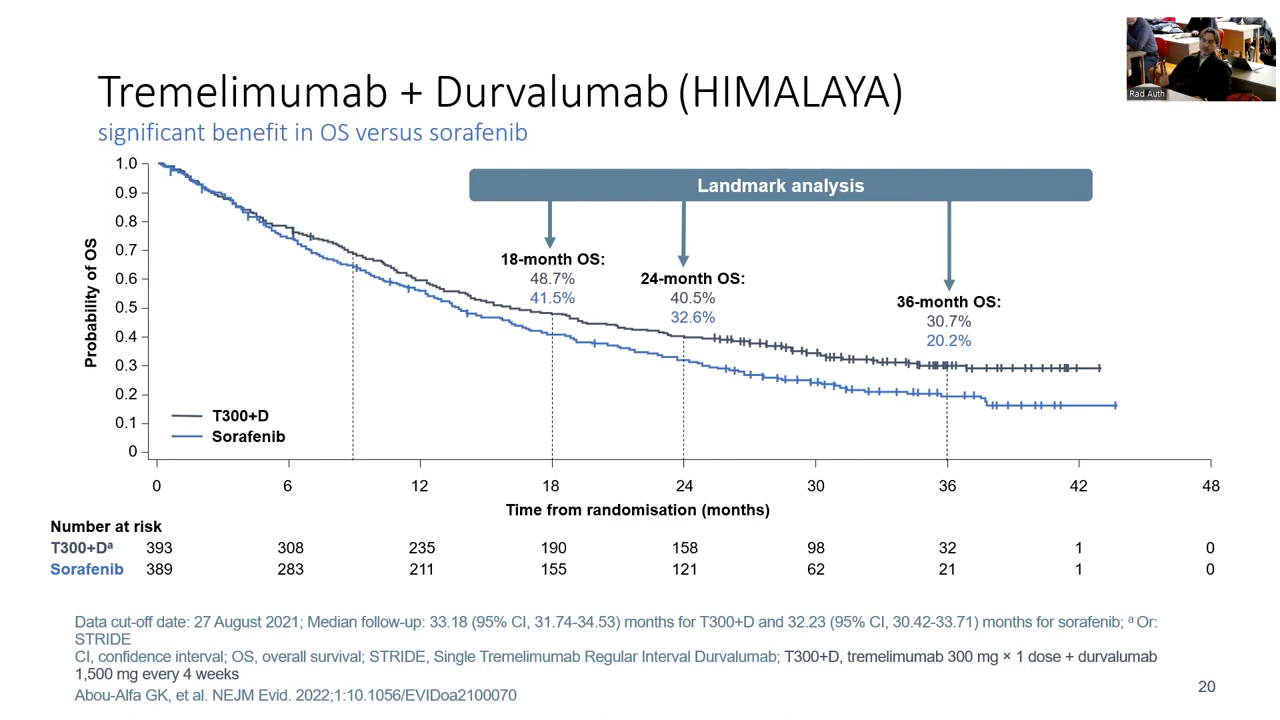 Rad Auth
Tremelimumab + Durvalumab (HIMALAYA)
significant benefit in OS versus sorafenib
Landmark analysis
18-month OS:
48.7%
41.5%
24-month OS:
40.5%
32.6%
36-month OS:
30.7%
20.2%
Probability of OS
1.0
0.9
0.8
0.7
0.6
0.5
0.4
0.3
0.2
0.1
0
T300+D
Sorafenib
0 6 12 18 24 30 36 42 48
Time from randomisation (months)
Number at risk
T300+Dᵃ 393 308 235 190 158 98 32 1 0
Sorafenib 389 283 211 155 121 62 21 1 0
Data cut-off date: 27 August 2021; Median follow-up: 33.18 (95% CI, 31.74-34.53) months for T300+D and 32.23 (95% CI, 30.42-33.71) months for sorafenib; ᵃ Or:
STRIDE
CI, confidence interval; OS, overall survival; STRIDE, Single Tremelimumab Regular Interval Durvalumab; T300+D, tremelimumab 300 mg × 1 dose + durvalumab
1,500 mg every 4 weeks
Abou-Alfa GK, et al. NEJM Evid. 2022;1:10.1056/EVIDoa2100070
20